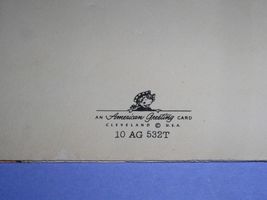 AN American Greeting CARD
CLEVELAND © U.S.A.
10 AG 532T